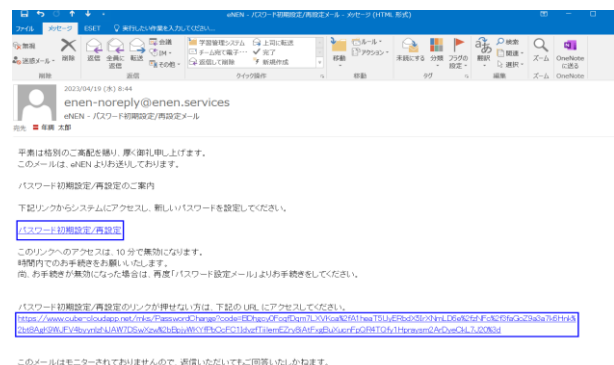 eNEN - パスワード初期設定/再設定メール - メッセージ (HTML 形式)
ファイル メッセージ ESET 実行したい作業を入力してください...
無視 迷惑メール 削除 返信 全員に返信 転送 会議 IM その他
学習管理システム 上司に転送
チーム宛て電子... 完了
返信して削除 新規作成
移動 ルール アクション 未読にする 分類 フラグの設定 翻訳 検索 関連 選択 ズーム OneNote に送る
削除 返信 クイック操作 移動 タグ 編集 ズーム OneNote
2023/04/19 (水) 8:44
enen-noreply@enen.services
eNEN - パスワード初期設定/再設定メール
宛先 年網 太郎
平素は格別のご高配を賜り、厚く御礼申し上げます。
このメールは、eNEN よりお送りしております。
パスワード初期設定/再設定のご案内
下記リンクからシステムにアクセスし、新しいパスワードを設定してください。
パスワード初期設定/再設定
このリンクへのアクセスは、10 分で無効になります。
時間内でのお手続きをお願いいたします。
尚、お手続きが無効になった場合は、再度「パスワード設定メール」よりお手続きをしてください。
パスワード初期設定/再設定のリンクが押せない方は、下記の URL にアクセスしてください。
このメールはモニターされておりませんので、返信いただいてもご回答いたしかねます。